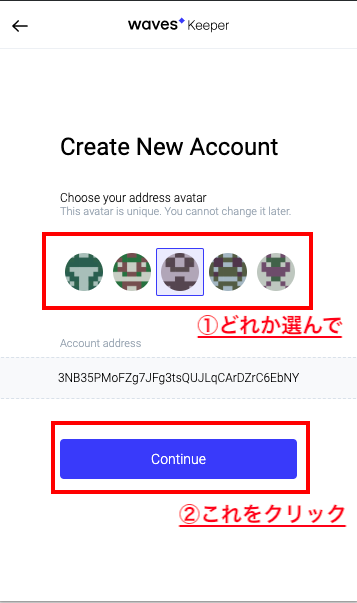 ← waves Keeper
Create New Account
Choose your address avatar
This avatar is unique. You cannot change it later.
①どれか選んで
Account address
3NB35PMoFZg7JFg3tsQUJLqCArDZrC6EbNY
Continue
②これをクリック